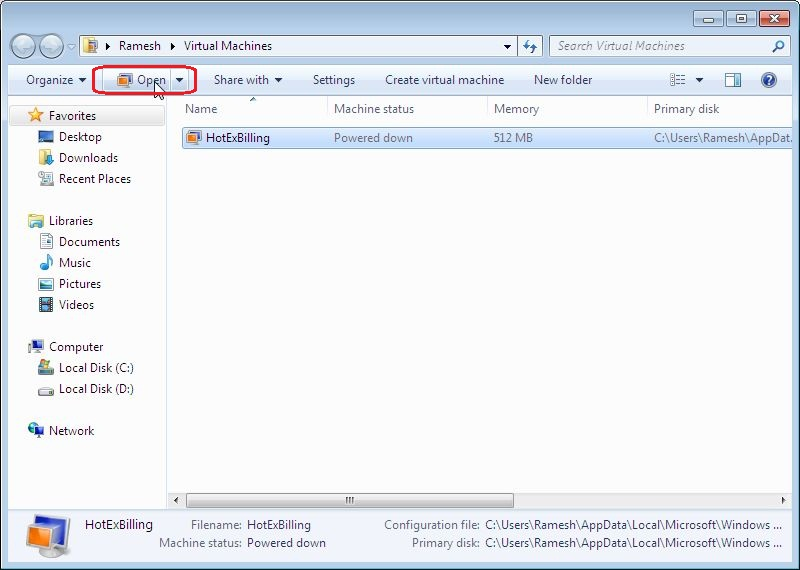 Ramesh Virtual Machines Search Virtual Machines
Organize Open Share with Settings Create virtual machine New folder
Favorites
Desktop
Downloads
Recent Places
Libraries
Documents
Music
Pictures
Videos
Computer
Local Disk (C:)
Local Disk (D:)
Network
Name Machine status Memory Primary disk
HotExBilling Powered down 512 MB C:\Users\Ramesh\AppData.
HotExBilling Filename: HotExBilling Configuration file: C:\Users\Ramesh\AppData\Local\Microsoft\Windows ...
Machine status: Powered down Primary disk: C:\Users\Ramesh\AppData\Local\Microsoft\Windows ...